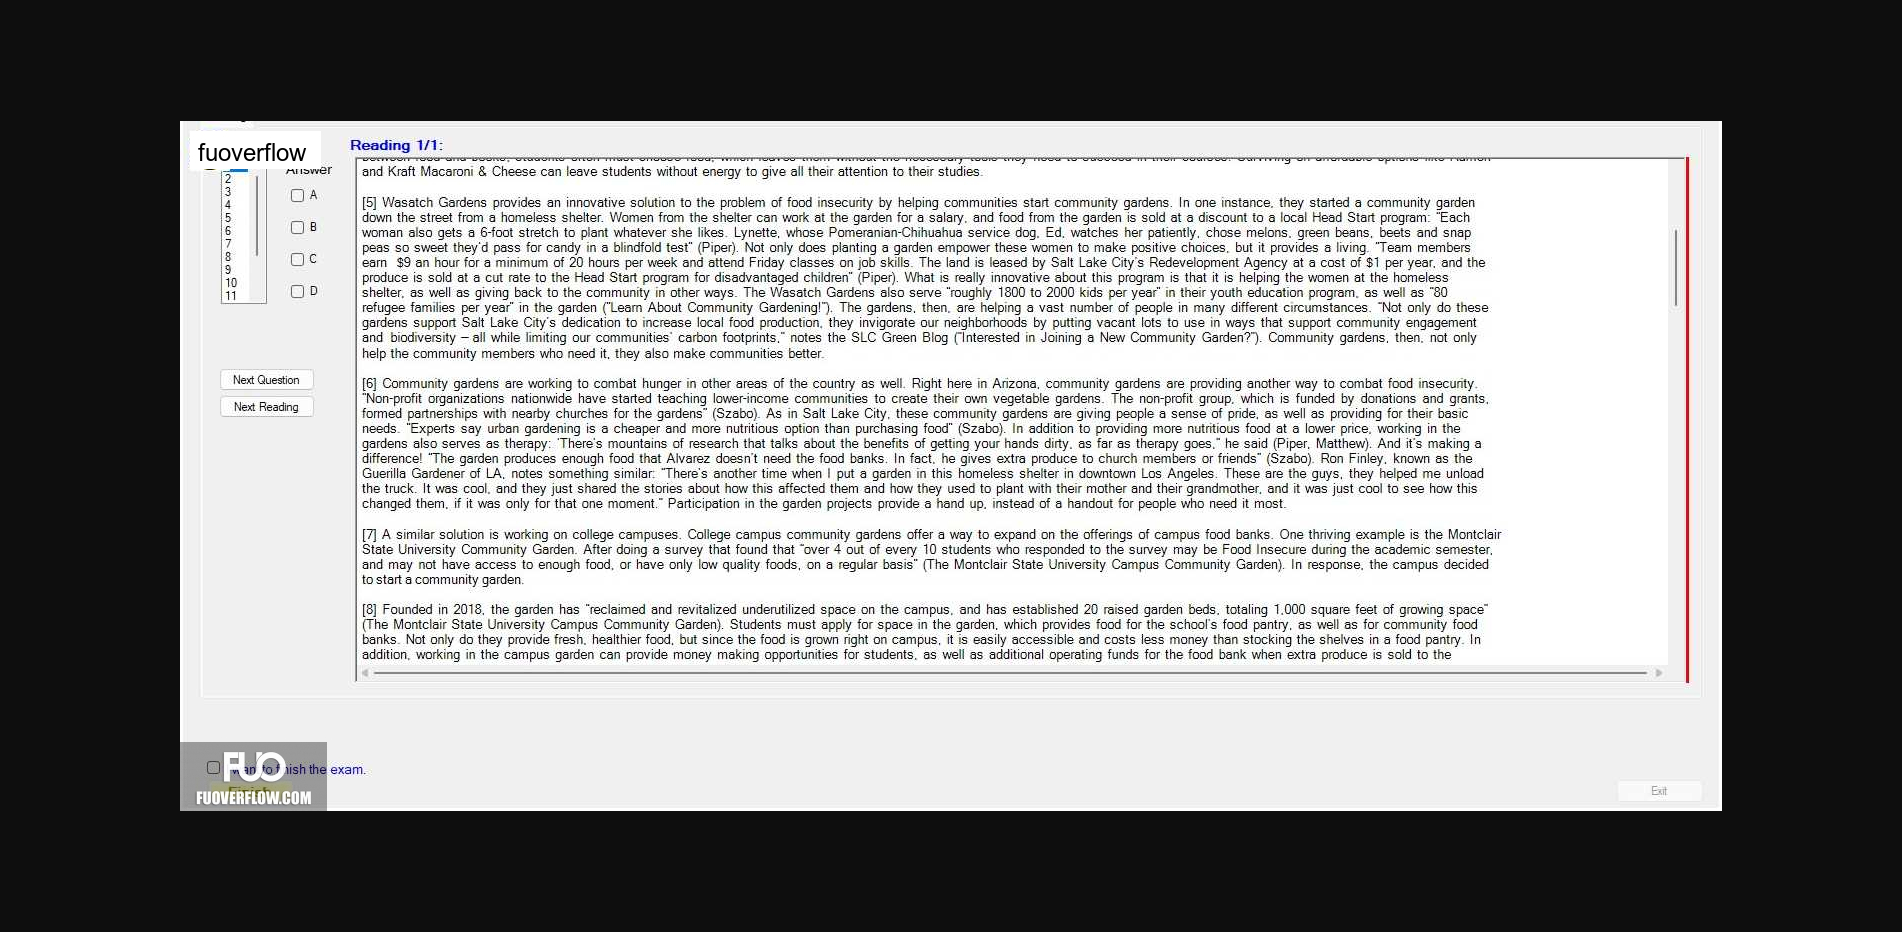 fuoverflow
Reading 1/1:
Answer
2
3
4
5
6
7
8
9
10
11
A
B
C
D
Next Question
Next Reading
between food and books, students often must choose food, which leaves them without the necessary tools they need to succeed in their courses. Surviving on affordable options like Ramen
and Kraft Macaroni & Cheese can leave students without energy to give all their attention to their studies.
[5] Wasatch Gardens provides an innovative solution to the problem of food insecurity by helping communities start community gardens. In one instance, they started a community garden
down the street from a homeless shelter. Women from the shelter can work at the garden for a salary, and food from the garden is sold at a discount to a local Head Start program: "Each
woman also gets a 6-foot stretch to plant whatever she likes. Lynette, whose Pomeranian-Chihuahua service dog, Ed, watches her patiently, chose melons, green beans, beets and snap
peas so sweet they'd pass for candy in a blindfold test" (Piper). Not only does planting a garden empower these women to make positive choices, but it provides a living. "Team members
earn $9 an hour for a minimum of 20 hours per week and attend Friday classes on job skills. The land is leased by Salt Lake City's Redevelopment Agency at a cost of $1 per year, and the
produce is sold at a cut rate to the Head Start program for disadvantaged children" (Piper). What is really innovative about this program is that it is helping the women at the homeless
shelter, as well as giving back to the community in other ways. The Wasatch Gardens also serve "roughly 1800 to 2000 kids per year" in their youth education program, as well as "80
refugee families per year" in the garden ("Learn About Community Gardening!"). The gardens, then, are helping a vast number of people in many different circumstances. "Not only do these
gardens support Salt Lake City's dedication to increase local food production, they invigorate our neighborhoods by putting vacant lots to use in ways that support community engagement
and biodiversity – all while limiting our communities' carbon footprints," notes the SLC Green Blog ("Interested in Joining a New Community Garden?"). Community gardens, then, not only
help the community members who need it, they also make communities better.
[6] Community gardens are working to combat hunger in other areas of the country as well. Right here in Arizona, community gardens are providing another way to combat food insecurity.
"Non-profit organizations nationwide have started teaching lower-income communities to create their own vegetable gardens. The non-profit group, which is funded by donations and grants,
formed partnerships with nearby churches for the gardens" (Szabo). As in Salt Lake City, these community gardens are giving people a sense of pride, as well as providing for their basic
needs. "Experts say urban gardening is a cheaper and more nutritious option than purchasing food" (Szabo). In addition to providing more nutritious food at a lower price, working in the
gardens also serves as therapy: 'There's mountains of research that talks about the benefits of getting your hands dirty, as far as therapy goes," he said (Piper, Matthew). And it's making a
difference! "The garden produces enough food that Alvarez doesn't need the food banks. In fact, he gives extra produce to church members or friends" (Szabo). Ron Finley, known as the
Guerilla Gardener of LA, notes something similar: "There's another time when I put a garden in this homeless shelter in downtown Los Angeles. These are the guys, they helped me unload
the truck. It was cool, and they just shared the stories about how this affected them and how they used to plant with their mother and their grandmother, and it was just cool to see how this
changed them, if it was only for that one moment." Participation in the garden projects provide a hand up, instead of a handout for people who need it most.
[7] A similar solution is working on college campuses. College campus community gardens offer a way to expand on the offerings of campus food banks. One thriving example is the Montclair
State University Community Garden. After doing a survey that found that "over 4 out of every 10 students who responded to the survey may be Food Insecure during the academic semester,
and may not have access to enough food, or have only low quality foods, on a regular basis" (The Montclair State University Campus Community Garden). In response, the campus decided
to start a community garden.
[8] Founded in 2018, the garden has "reclaimed and revitalized underutilized space on the campus, and has established 20 raised garden beds, totaling 1,000 square feet of growing space"
(The Montclair State University Campus Community Garden). Students must apply for space in the garden, which provides food for the school's food pantry, as well as for community food
banks. Not only do they provide fresh, healthier food, but since the food is grown right on campus, it is easily accessible and costs less money than stocking the shelves in a food pantry. In
addition, working in the campus garden can provide money making opportunities for students, as well as additional operating funds for the food bank when extra produce is sold to the
I want to finish the exam.
Finish
FUO
FUOVERFLOW.COM
Exit